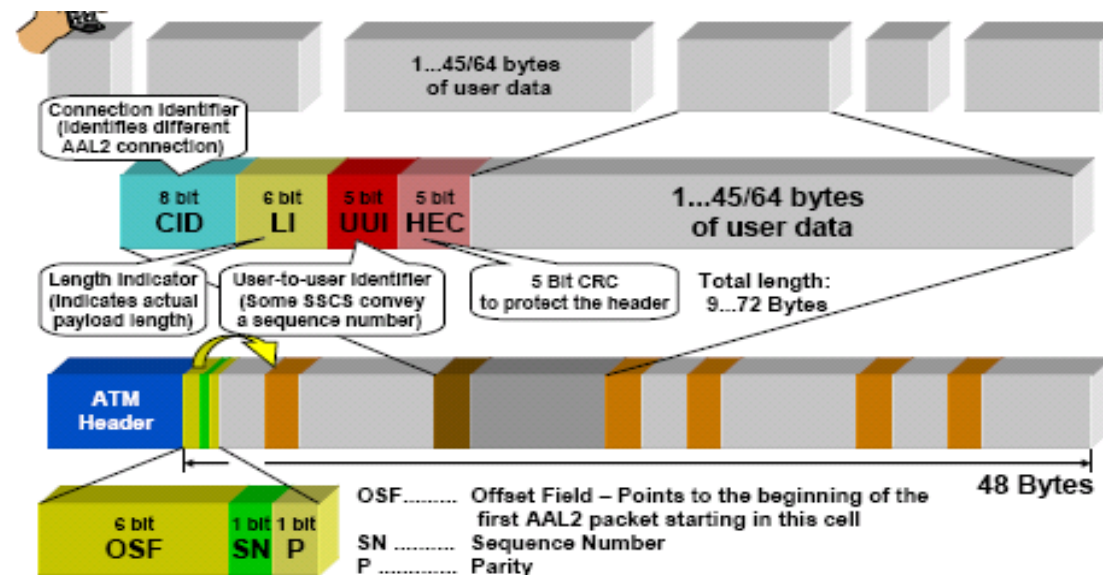 1...45/64 bytes
of user data
Connection Identifier
(Identifies different
AAL2 connection)
8 bit
CID
6 bit
LI
5 bit
UUI
5 bit
HEC
1...45/64 bytes
of user data
Length Indicator
(Indicates actual
payload length)
User-to-user Identifier
(Some SSCS convey
a sequence number)
5 Bit CRC
to protect the header
Total length:
9...72 Bytes
ATM
Header
48 Bytes
6 bit
OSF
1 bit
SN
1 bit
P
OSF......... Offset Field – Points to the beginning of the
first AAL2 packet starting in this cell
SN .......... Sequence Number
P ............. Parity